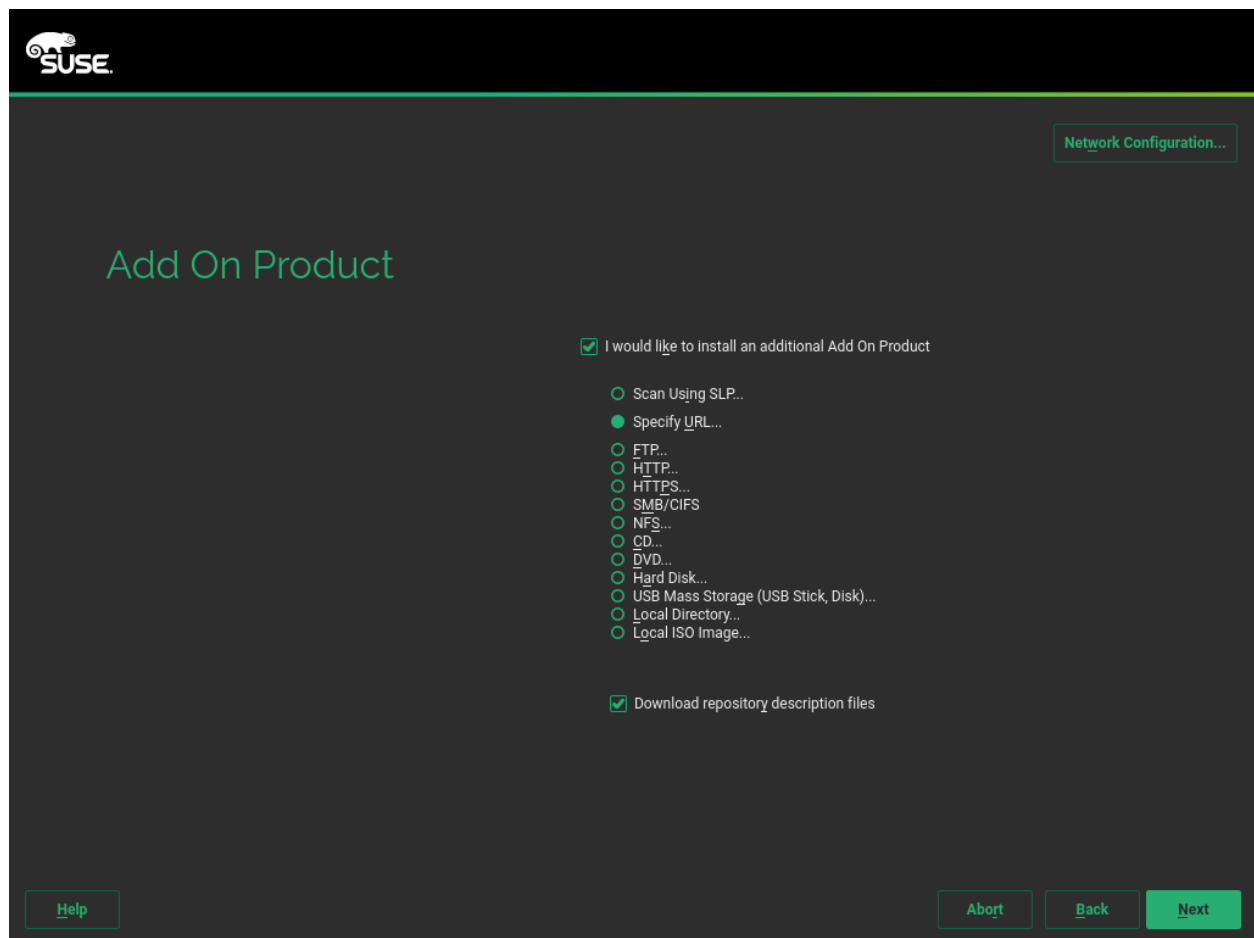 SUSE.
Network Configuration...
Add On Product
I would like to install an additional Add On Product
Scan Using SLP...
Specify URL...
FTP...
HTTP...
HTTPS...
SMB/CIFS
NFS...
CD...
DVD...
Hard Disk...
USB Mass Storage (USB Stick, Disk)...
Local Directory...
Local ISO Image...
Download repository description files
Help
Abort
Back
Next